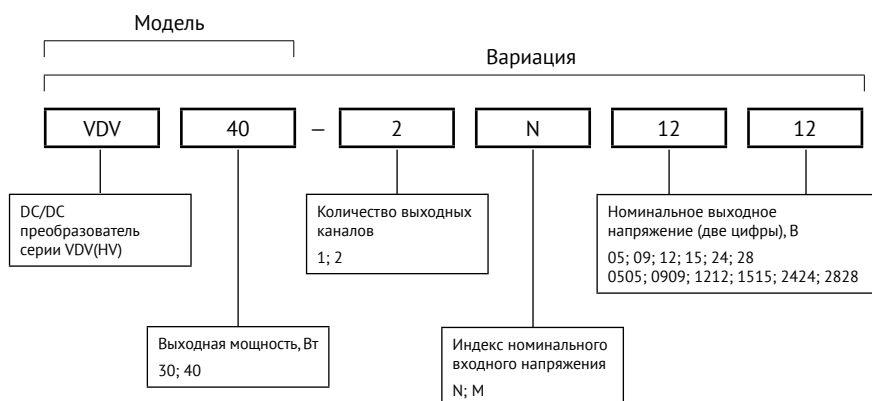 Модель
Вариация
VDV 40 – 2 N 12 12
DC/DC
преобразователь
серии VDV(HV)
Количество выходных
каналов
1; 2
Номинальное выходное
напряжение (две цифры), В
05; 09; 12; 15; 24; 28
0505; 0909; 1212; 1515; 2424; 2828
Выходная мощность, Вт
30; 40
Индекс номинального
входного напряжения
N; M